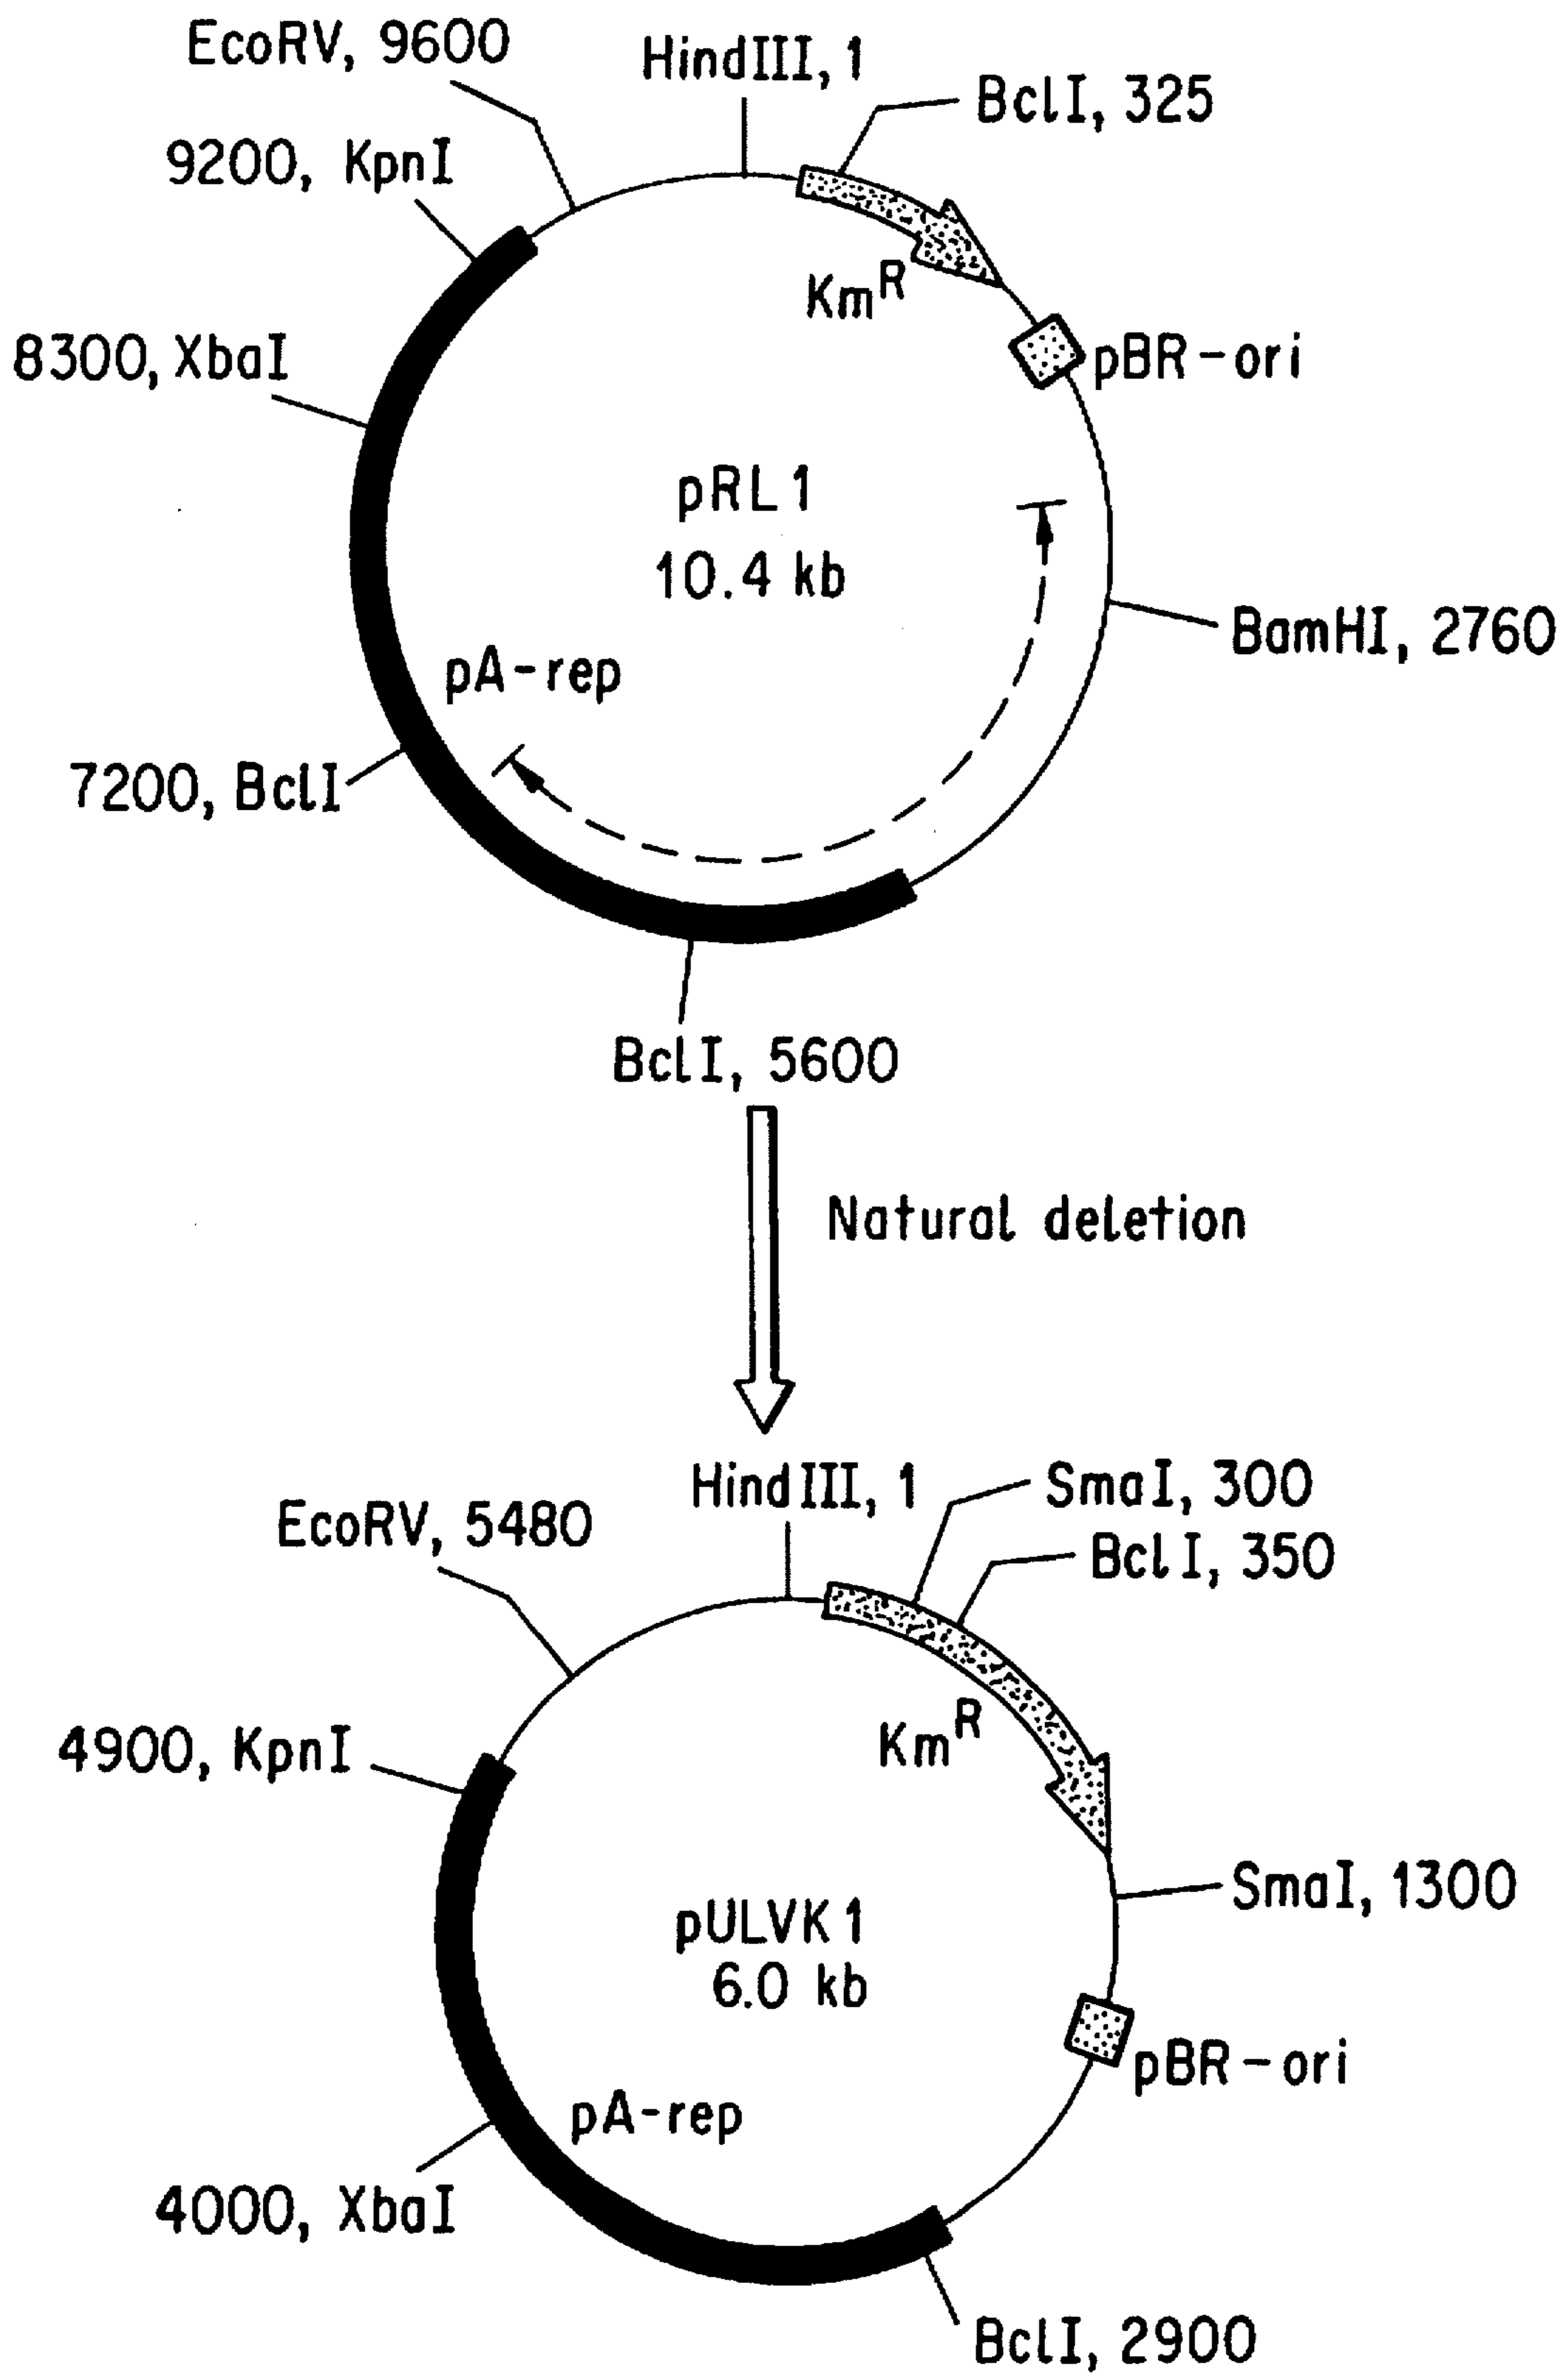 EcoRV, 9600
HindIII, 1
BclI, 325
9200, KpnI
KmR
8300, XbaI
pBR-ori
pRL1
10.4 kb
BamHI, 2760
pA-rep
7200, BclI
BclI, 5600
Natural deletion
HindIII, 1
SmaI, 300
EcoRV, 5480
BclI, 350
4900, KpnI
KmR
SmaI, 1300
pULVK1
6.0 kb
pBR-ori
pA-rep
4000, XbaI
BclI, 2900